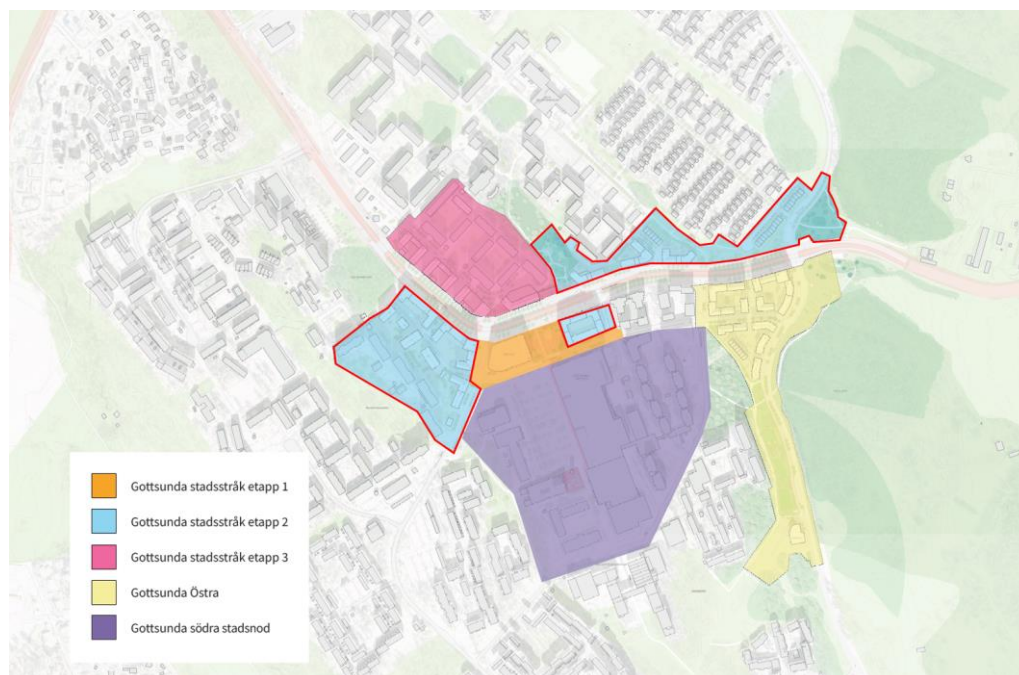 Gottsunda stadsstråk etapp 1
Gottsunda stadsstråk etapp 2
Gottsunda stadsstråk etapp 3
Gottsunda Östra
Gottsunda södra stadsnod